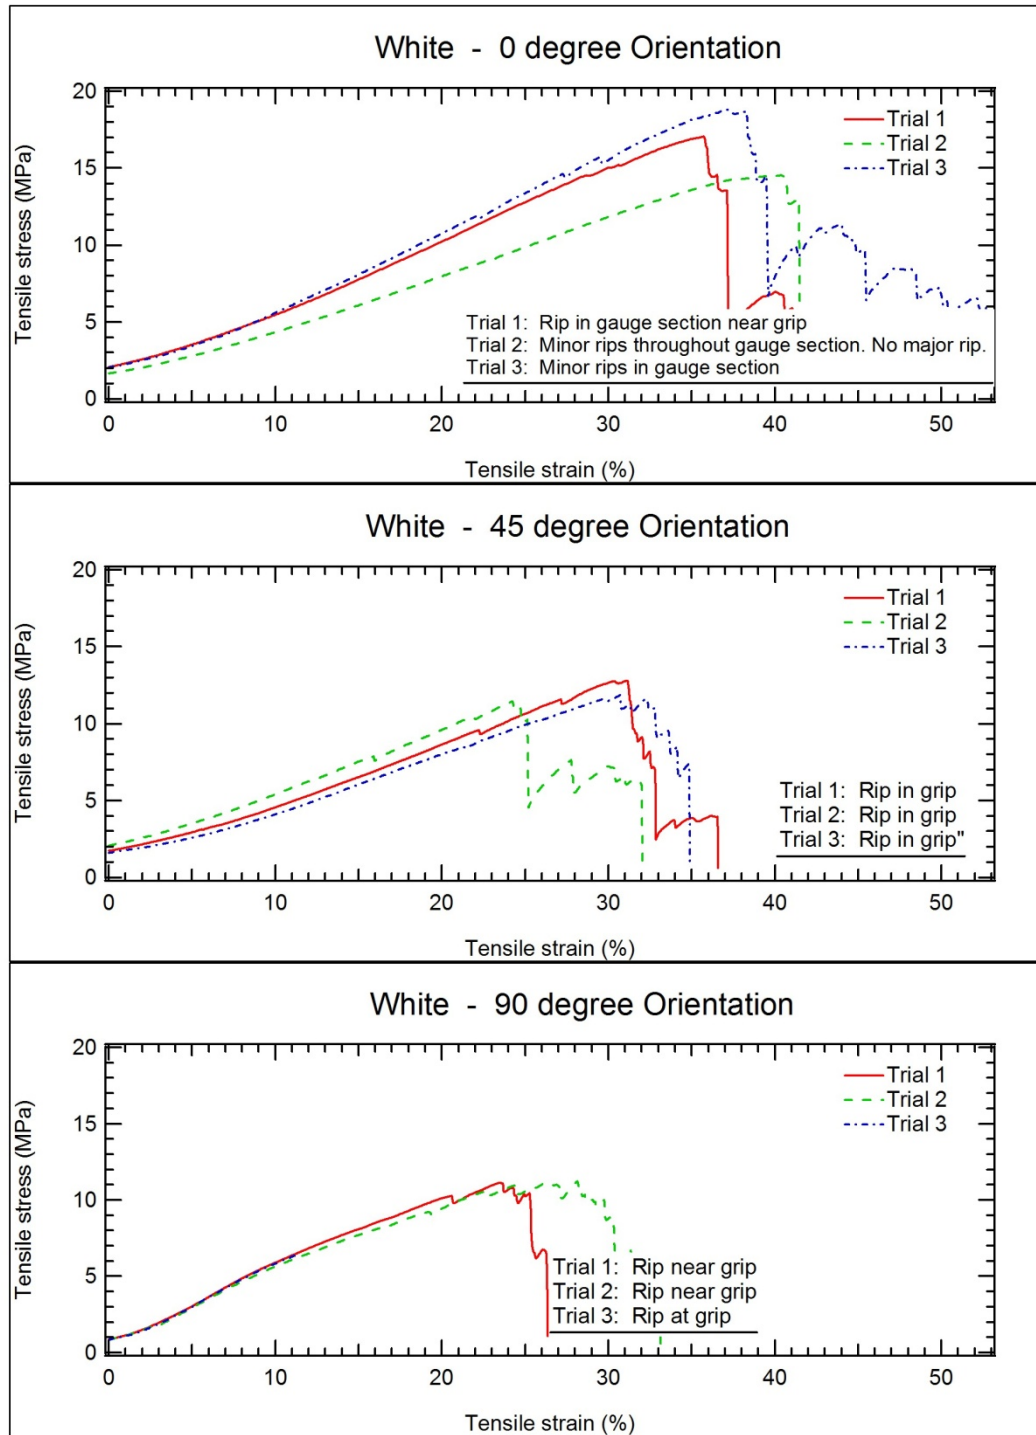 White - 0 degree Orientation
20
15
10
5
0
Tensile stress (MPa)
Trial 1
Trial 2
Trial 3
Trial 1: Rip in gauge section near grip
Trial 2: Minor rips throughout gauge section. No major rip.
Trial 3: Minor rips in gauge section
0 10 20 30 40 50
Tensile strain (%)
White - 45 degree Orientation
20
15
10
5
0
Tensile stress (MPa)
Trial 1
Trial 2
Trial 3
Trial 1: Rip in grip
Trial 2: Rip in grip
Trial 3: Rip in grip"
0 10 20 30 40 50
Tensile strain (%)
White - 90 degree Orientation
20
15
10
5
0
Tensile stress (MPa)
Trial 1
Trial 2
Trial 3
Trial 1: Rip near grip
Trial 2: Rip near grip
Trial 3: Rip at grip
0 10 20 30 40 50
Tensile strain (%)